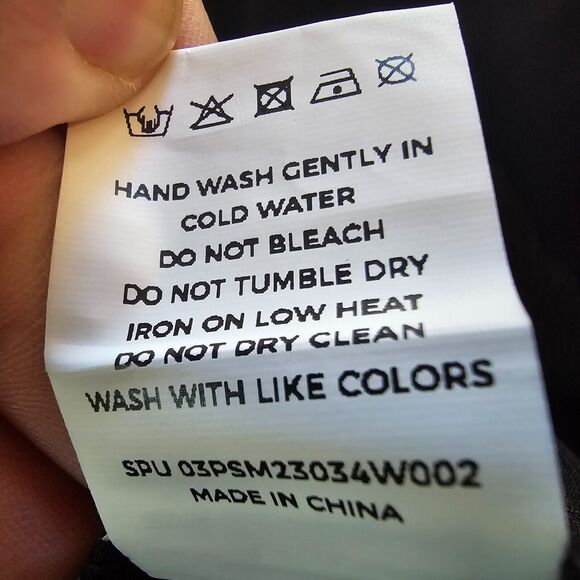 HAND WASH GENTLY IN
COLD WATER
DO NOT BLEACH
DO NOT TUMBLE DRY
IRON ON LOW HEAT
DO NOT DRY CLEAN
WASH WITH LIKE COLORS
SPU 03PSM23034W002
MADE IN CHINA